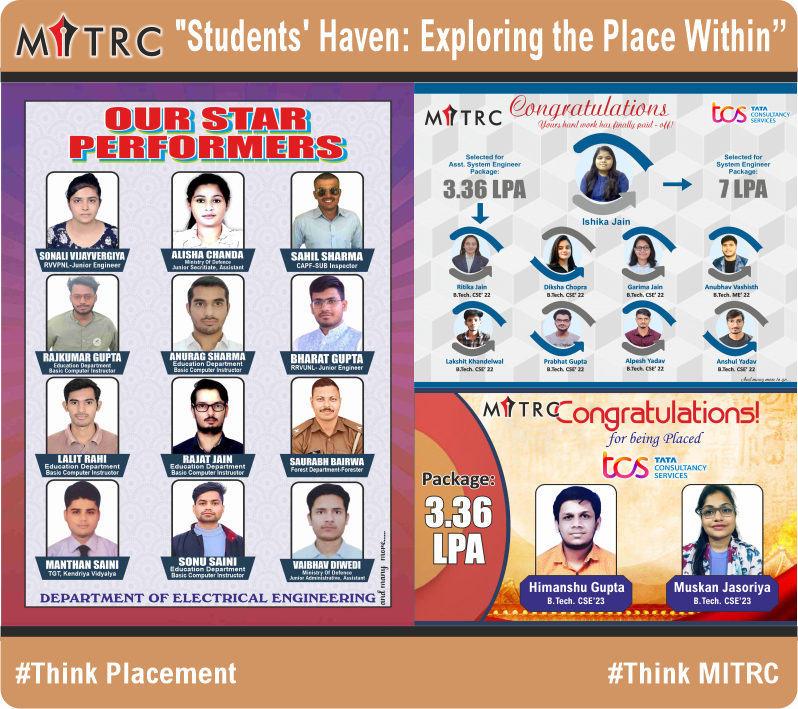 MITRC "Students' Haven: Exploring the Place Within”
OUR STAR
PERFORMERS
SONALI VIJAYVERGIYA
RVVPNL-Junior Engineer
ALISHA CHANDA
Ministry Of Defence
Junior Secritiate, Assistant
SAHIL SHARMA
CAPF-SUB Inspector
RAJKUMAR GUPTA
Education Department
Basic Computer Instructor
ANURAG SHARMA
Education Department
Basic Computer Instructor
BHARAT GUPTA
RRVUNL- Junior Engineer
LALIT RAHI
Education Department
Basic Computer Instructor
RAJAT JAIN
Education Department
Basic Computer Instructor
SAURABH BAIRWA
Forest Department-Forester
MANTHAN SAINI
TGT, Kendriya Vidyalya
SONU SAINI
Education Department
Basic Computer Instructor
VAIBHAV DIWEDI
Ministry Of Defence
Junior Administrative, Assistant
and many more.....
DEPARTMENT OF ELECTRICAL ENGINEERING
MITRC
Congratulations
Yours hard work has finally paid - off!
tcs TATA
CONSULTANCY
SERVICES
Selected for
Asst. System Engineer
Package:
3.36 LPA
Ishika Jain
Selected for
System Engineer
Package:
7 LPA
Ritika Jain
B.Tech. CSE' 22
Diksha Chopra
B.Tech. CSE' 22
Garima Jain
B.Tech. CSE' 22
Anubhav Vashisth
B.Tech. ME' 22
Lakshit Khandelwal
B.Tech. CSE' 22
Prabhat Gupta
B.Tech. CSE' 22
Alpesh Yadav
B.Tech. CSE' 22
Anshul Yadav
B.Tech. CSE' 22
And many more to go...
MITRC
Congratulations!
for being Placed
tcs TATA
CONSULTANCY
SERVICES
Package:
3.36
LPA
Himanshu Gupta
B.Tech. CSE'23
Muskan Jasoriya
B.Tech. CSE'23
#Think Placement
#Think MITRC